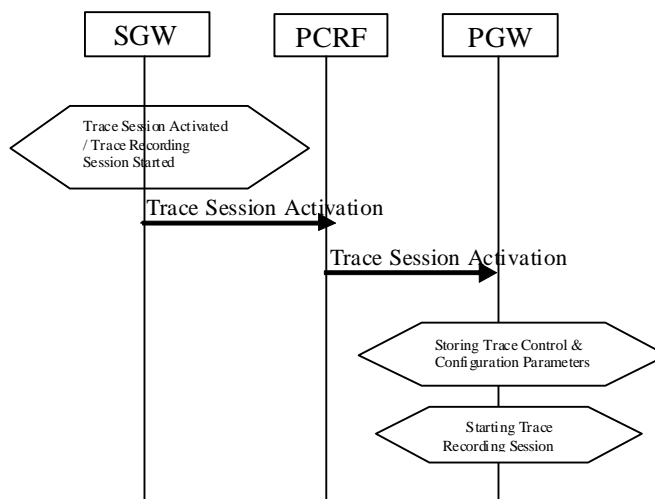 SGW
PCRF
PGW
Trace Session Activated
/ Trace Recording
Session Started
Trace Session Activation
Trace Session Activation
Storing Trace Control &
Configuration Parameters
Starting Trace
Recording Session